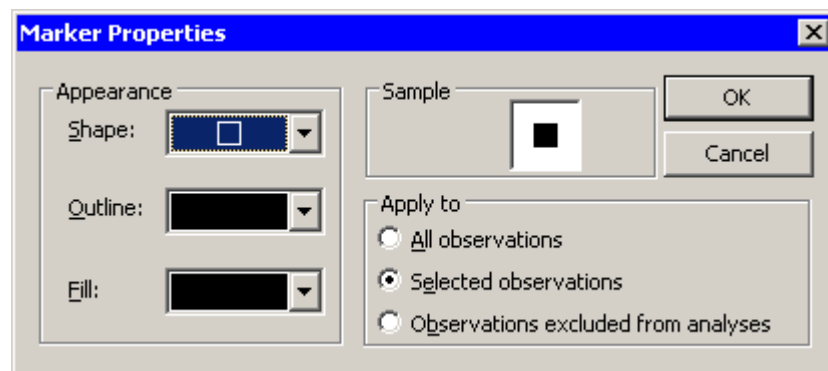 Marker Properties
Appearance
Shape:
Outline:
Fill:
Sample
OK
Cancel
Apply to
All observations
Selected observations
Observations excluded from analyses